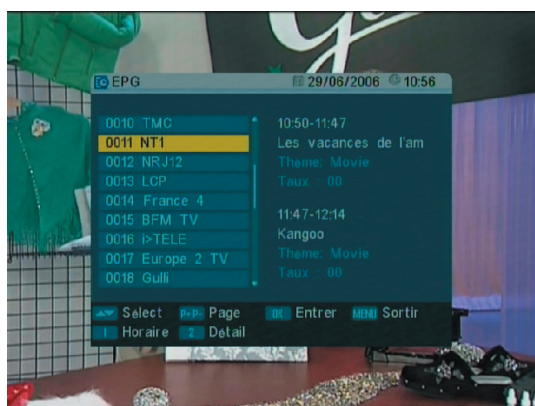 EPG 29/06/2006 10:56
0010 TMC
0011 NT1
0012 NRJ12
0013 LCP
0014 France 4
0015 BFM TV
0016 i>TELE
0017 Europe 2 TV
0018 Gulli
10:50-11:47
Les vacances de l'am
Theme: Movie
Taux : 00
11:47-12:14
Kangoo
Theme: Movie
Taux : 00
Select P+P- Page OK Entrer MENU Sortir
1 Horaire 2 Détail